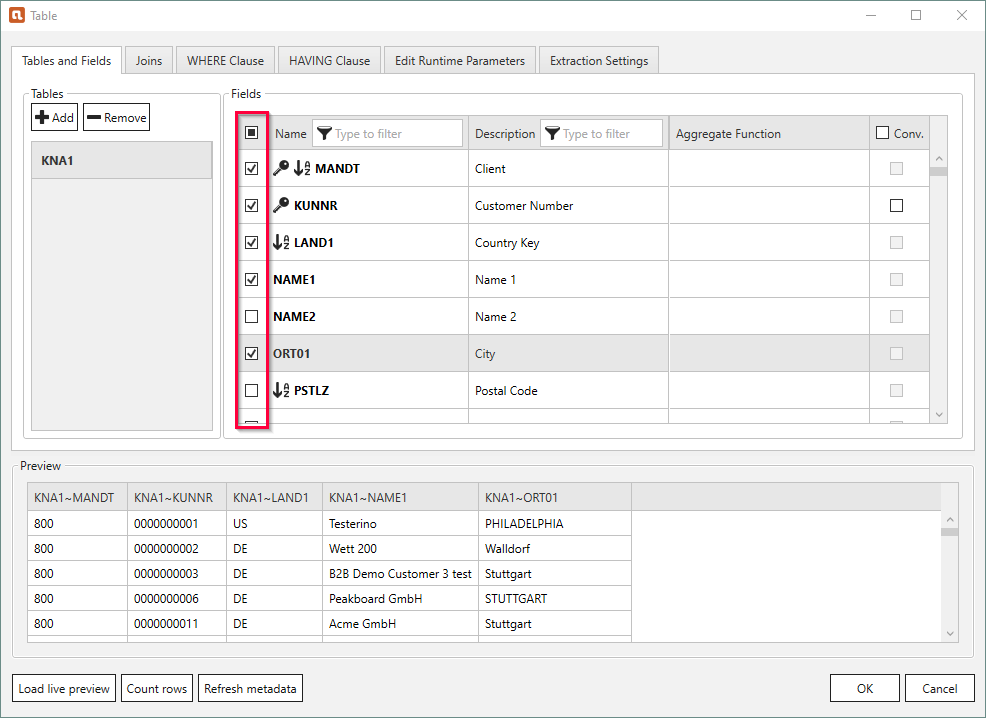 Table
Tables and Fields Joins WHERE Clause HAVING Clause Edit Runtime Parameters Extraction Settings
Tables
Add Remove
KNA1
Fields
Name Type to filter Description Type to filter Aggregate Function Conv.
MANDT Client
KUNNR Customer Number
LAND1 Country Key
NAME1 Name 1
NAME2 Name 2
ORT01 City
PSTLZ Postal Code
Preview
KNA1~MANDT KNA1~KUNNR KNA1~LAND1 KNA1~NAME1 KNA1~ORT01
800 0000000001 US Testerino PHILADELPHIA
800 0000000002 DE Wett 200 Walldorf
800 0000000003 DE B2B Demo Customer 3 test Stuttgart
800 0000000006 DE Peakboard GmbH STUTTGART
800 0000000011 DE Acme GmbH Stuttgart
Load live preview Count rows Refresh metadata OK Cancel